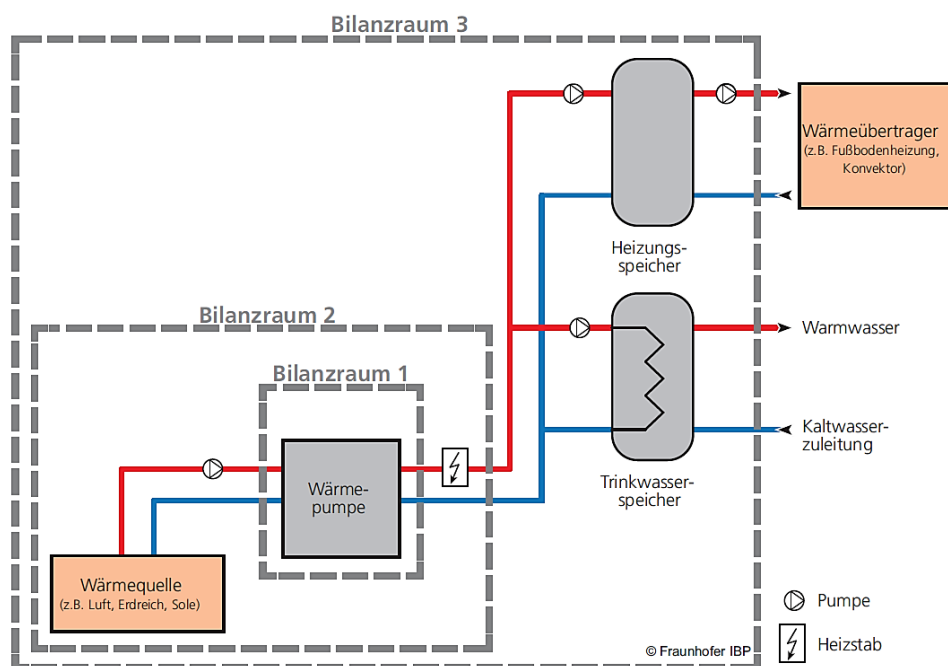 Bilanzraum 3
Wärmeübertrager
(z.B. Fußbodenheizung,
Konvektor)
Heizungs-
speicher
Bilanzraum 2
Warmwasser
Bilanzraum 1
Kaltwasser-
zuleitung
Wärme-
pumpe
Trinkwasser-
speicher
Wärmequelle
(z.B. Luft, Erdreich, Sole)
Pumpe
Heizstab
© Fraunhofer IBP